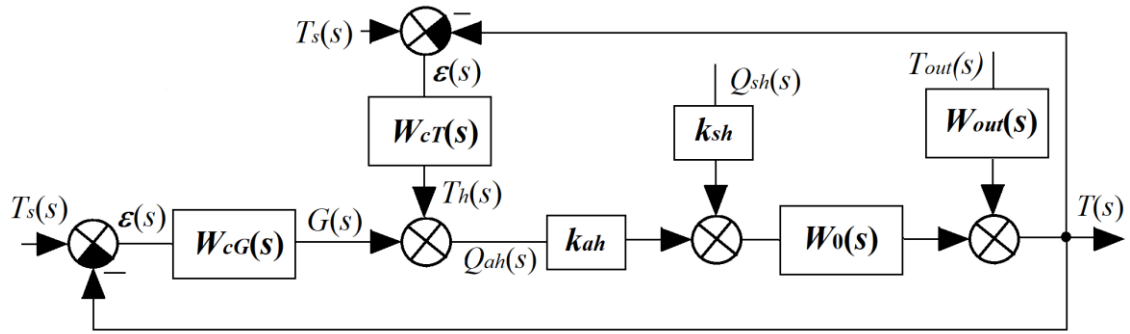 Ts(s)
−
ε(s)
Tout(s)
Qsh(s)
WcT(s)
ksh
Wout(s)
Ts(s)
ε(s)
G(s)
Th(s)
T(s)
WcG(s)
kah
W0(s)
Qah(s)
−